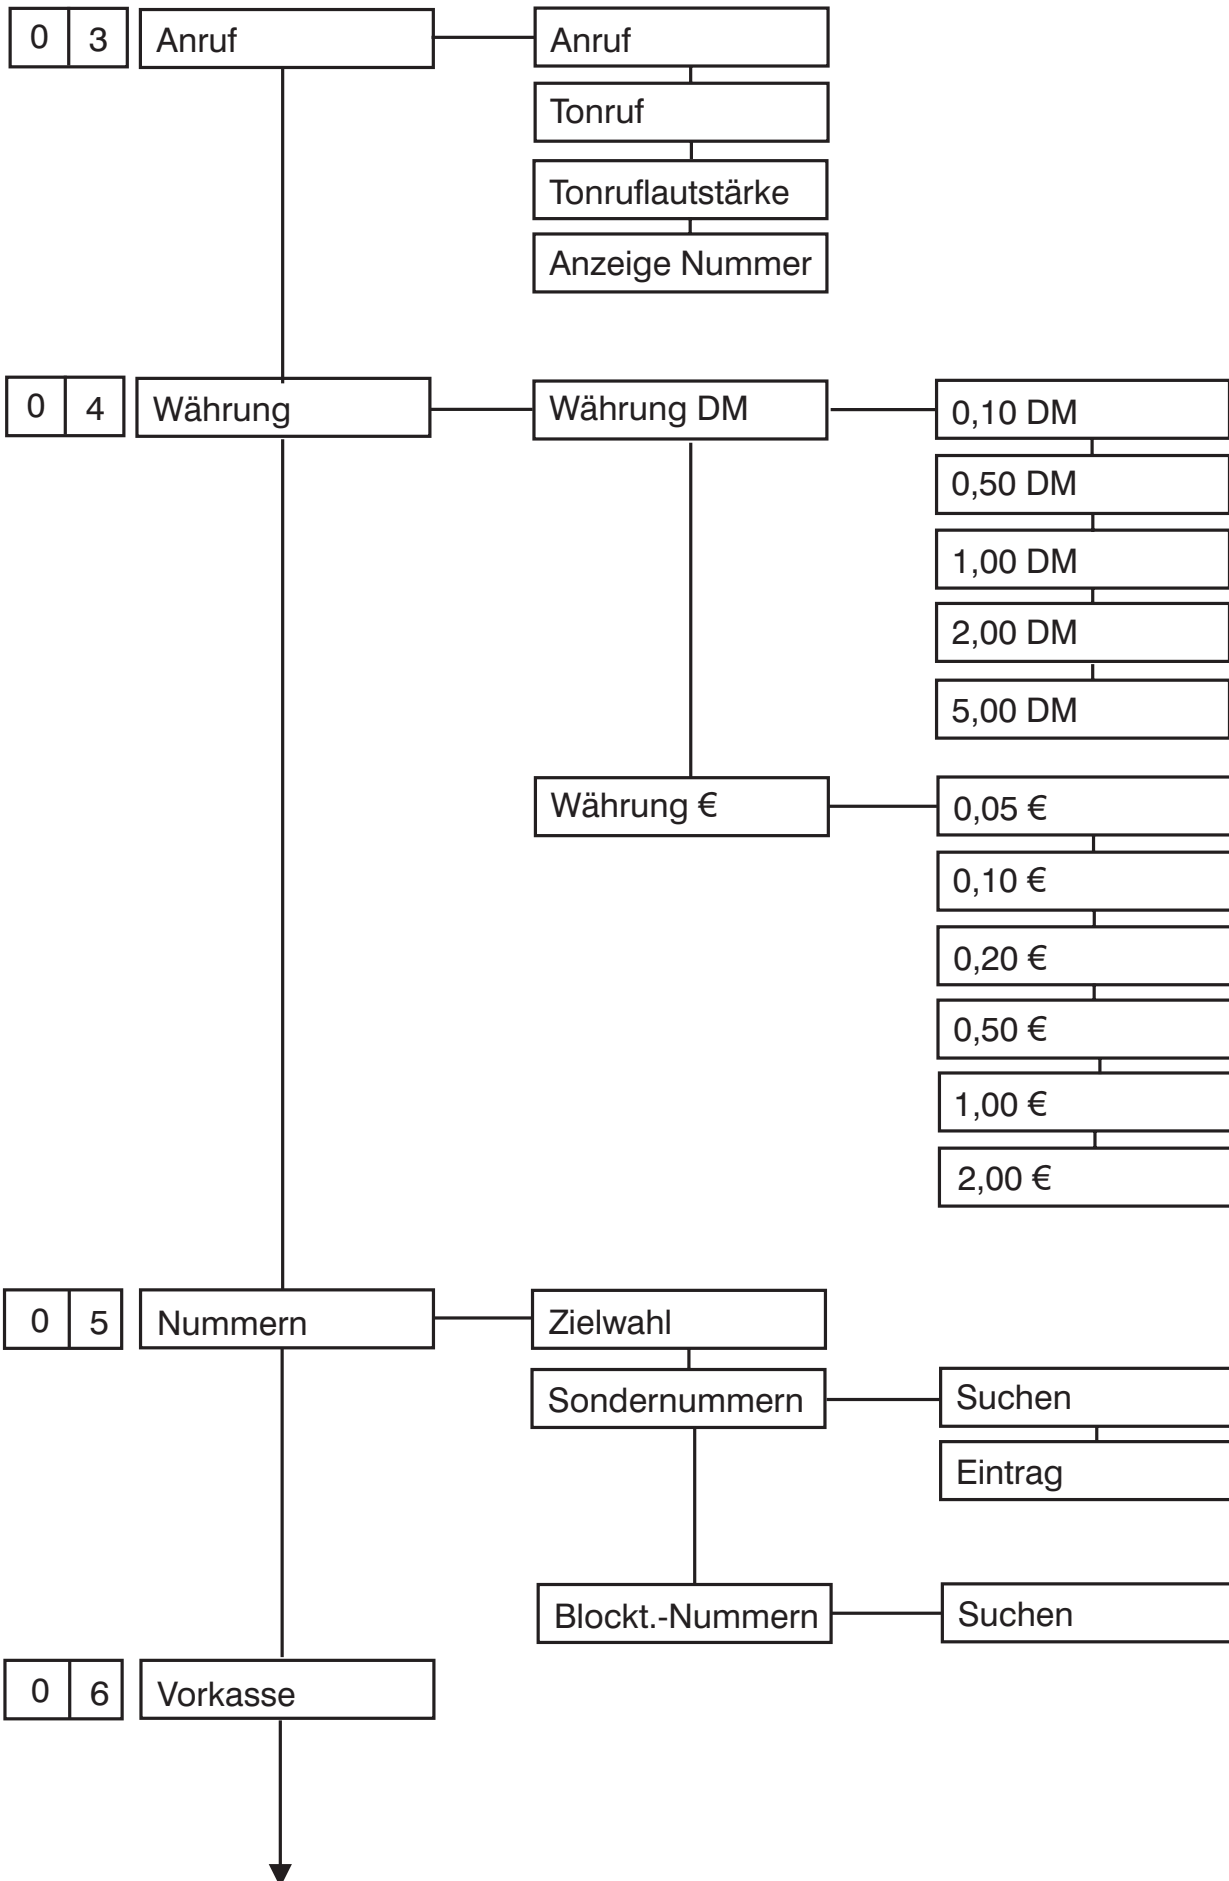 0 3 Anruf Anruf
Tonruf
Tonruflautstärke
Anzeige Nummer
0 4 Währung Währung DM 0,10 DM
0,50 DM
1,00 DM
2,00 DM
5,00 DM
Währung € 0,05 €
0,10 €
0,20 €
0,50 €
1,00 €
2,00 €
0 5 Nummern Zielwahl
Sondernummern Suchen
Eintrag
Blockt.-Nummern Suchen
0 6 Vorkasse